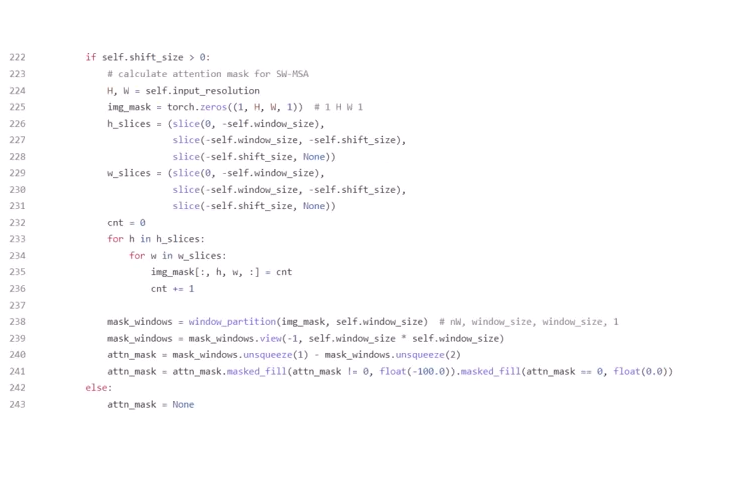 222 if self.shift_size > 0:
223 # calculate attention mask for SW-MSA
224 H, W = self.input_resolution
225 img_mask = torch.zeros((1, H, W, 1)) # 1 H W 1
226 h_slices = (slice(0, -self.window_size),
227 slice(-self.window_size, -self.shift_size),
228 slice(-self.shift_size, None))
229 w_slices = (slice(0, -self.window_size),
230 slice(-self.window_size, -self.shift_size),
231 slice(-self.shift_size, None))
232 cnt = 0
233 for h in h_slices:
234 for w in w_slices:
235 img_mask[:, h, w, :] = cnt
236 cnt += 1
237
238 mask_windows = window_partition(img_mask, self.window_size) # nW, window_size, window_size, 1
239 mask_windows = mask_windows.view(-1, self.window_size * self.window_size)
240 attn_mask = mask_windows.unsqueeze(1) - mask_windows.unsqueeze(2)
241 attn_mask = attn_mask.masked_fill(attn_mask != 0, float(-100.0)).masked_fill(attn_mask == 0, float(0.0))
242 else:
243 attn_mask = None